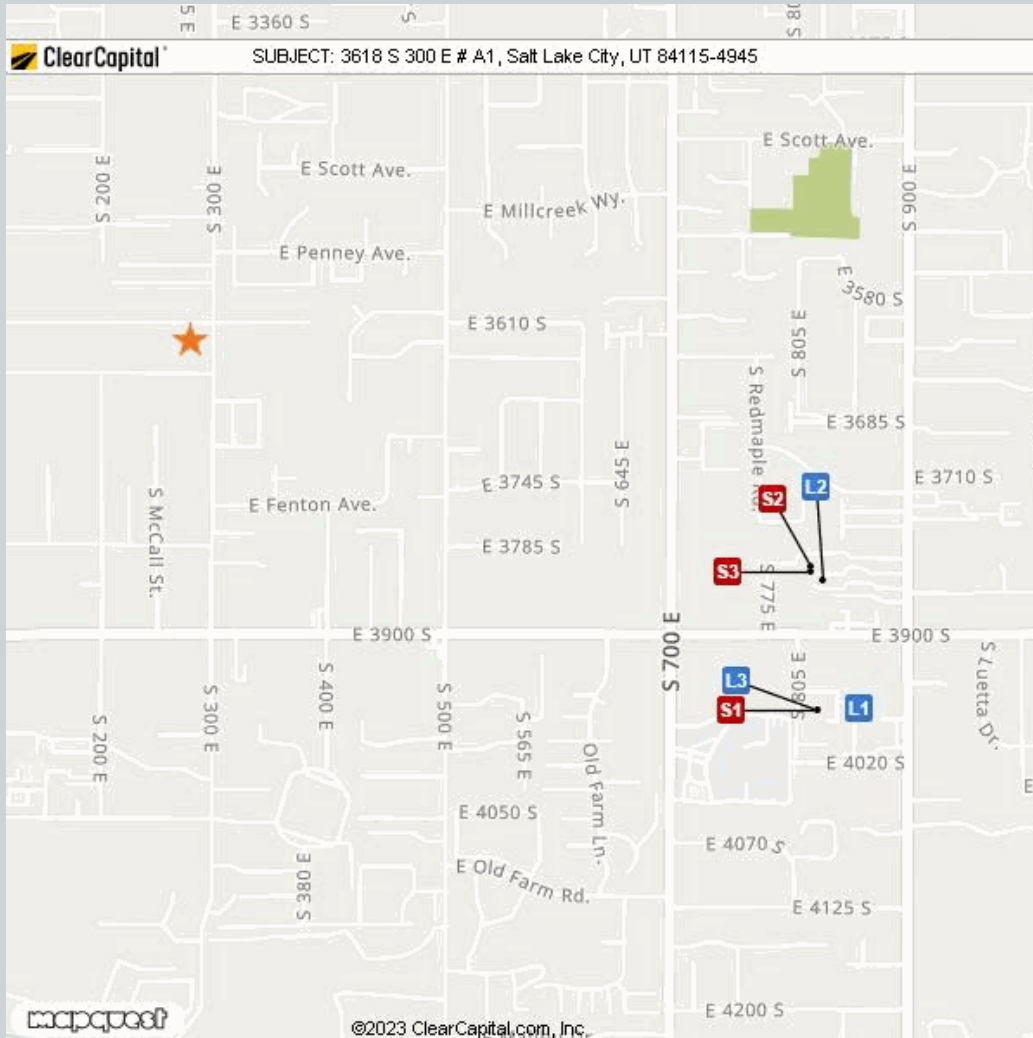 E 3360 S
ClearCapital
SUBJECT: 3618 S 300 E # A1, Salt Lake City, UT 84115-4945
E Scott Ave.
S 200 E
S 300 E
E Scott Ave.
S 900 E
E Millcreek Wy.
E Penney Ave.
E 3580 S
E 3610 S
S 805 E
S Redmaple Rd.
E 3685 S
S 645 E
E 3710 S
E 3745 S
S McCall St.
E Fenton Ave.
S2
L2
E 3785 S
S3
S 775 E
E 3900 S
S 700 E
E 3900 S
S 805 E
S Luetta Dr.
L3
S1
L1
S 200 E
S 300 E
S 400 E
S 500 E
S 565 E
Old Farm Ln.
E 4020 S
E 4050 S
E 4070 S
S 380 E
E Old Farm Rd.
E 4125 S
E 4200 S
mapquest
©2023 ClearCapital.com, Inc.